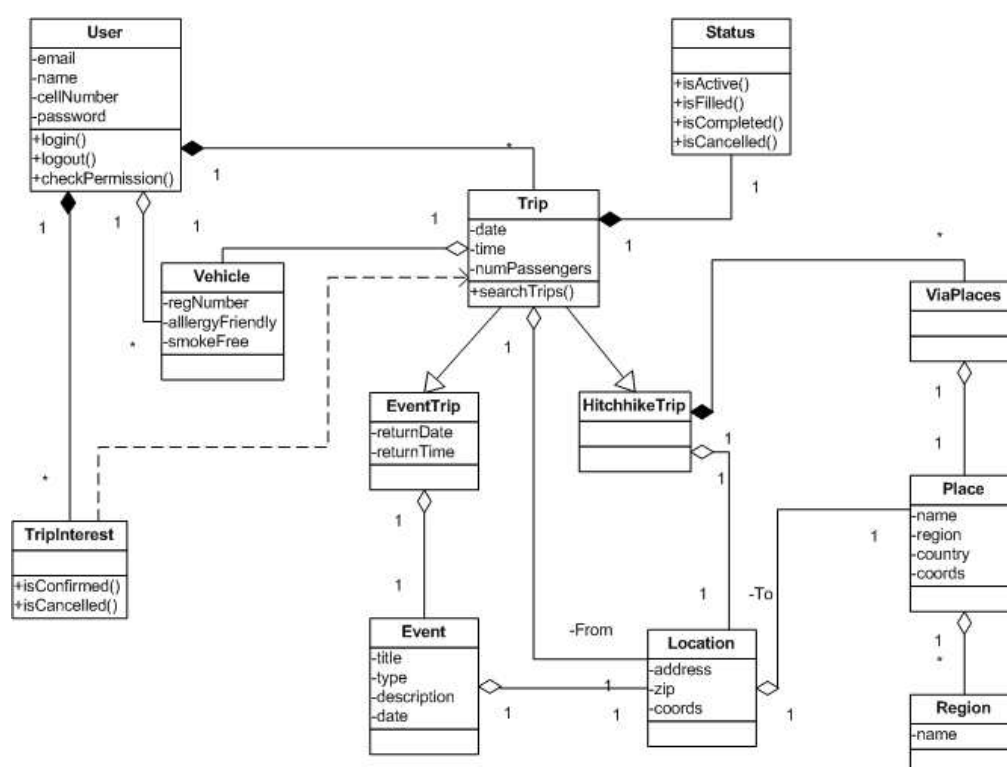 User
-email
-name
-cellNumber
-password
+login()
+logout()
+checkPermission()
Status
+isActive()
+isFilled()
+isCompleted()
+isCancelled()
1
*
1
1
1
1
1
1
Trip
-date
-time
-numPassengers
+searchTrips()
*
Vehicle
-regNumber
-alllergyFriendly
-smokeFree
*
ViaPlaces
1
EventTrip
-returnDate
-returnTime
HitchhikeTrip
1
1
1
1
*
TripInterest
+isConfirmed()
+isCancelled()
1
1
Place
-name
-region
-country
-coords
1
1
-To
-From
Event
-title
-type
-description
-date
Location
-address
-zip
-coords
1
1
1
1
1
*
Region
-name